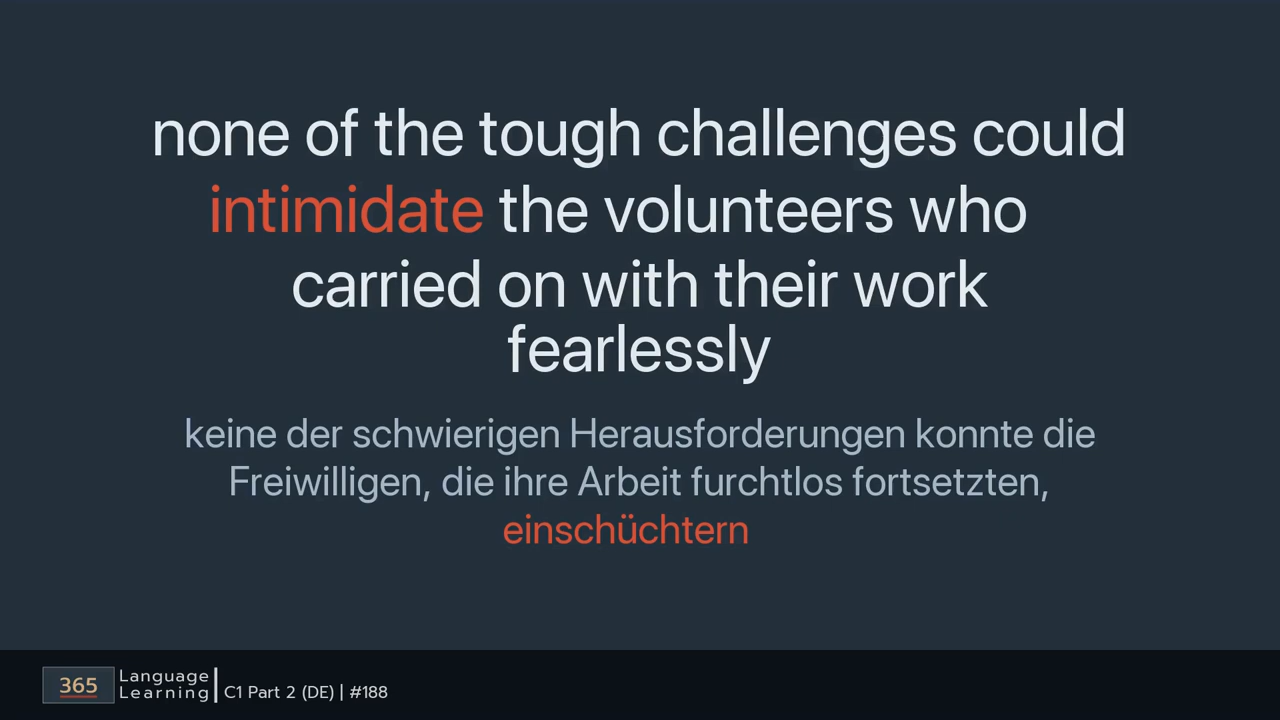 none of the tough challenges could
intimidate the volunteers who
carried on with their work
fearlessly
keine der schwierigen Herausforderungen konnte die
Freiwilligen, die ihre Arbeit furchtlos fortsetzten,
einschüchtern
365 Language
Learning | C1 Part 2 (DE) | #188